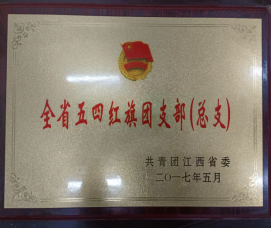 全省五四红旗团支部(总支)
共青团江西省委
二〇一七年五月